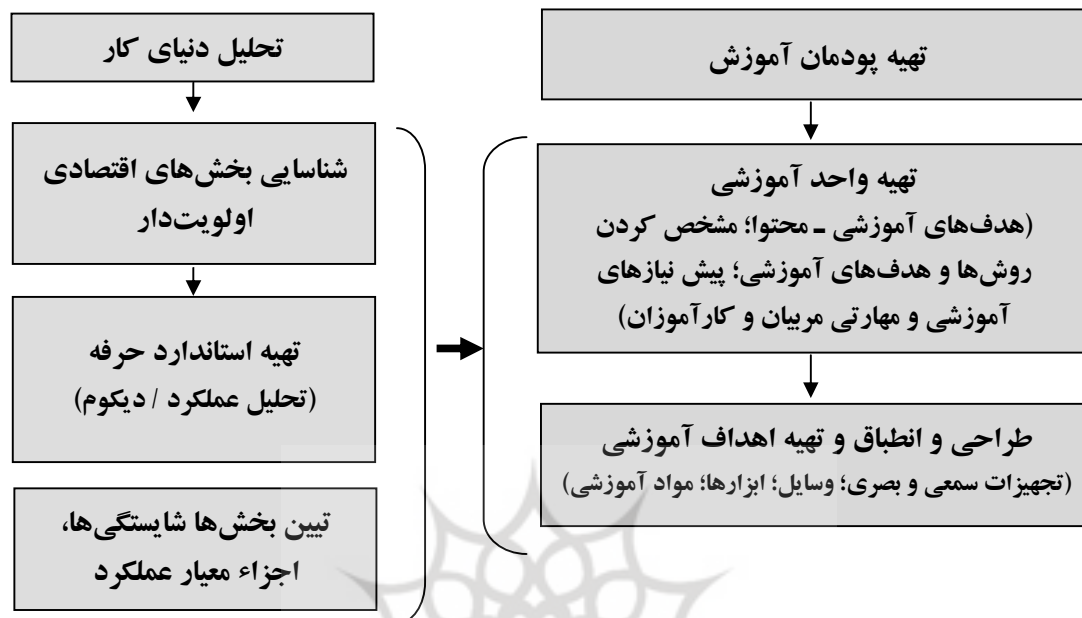 تحلیل دنیای کار
شناسایی بخش‌های اقتصادی
اولویت‌دار
تهیه استاندارد حرفه
(تحلیل عملکرد / دیکوم)
تیین بخش‌ها شایستگی‌ها،
اجزاء معیار عملکرد
تهیه پودمان آموزش
تهیه واحد آموزشی
(هدف‌های آموزشی ـ محتوا؛ مشخص کردن
روش‌ها و هدف‌های آموزشی؛ پیش نیازهای
آموزشی و مهارتی مربیان و کارآموزان)
طراحی و انطباق و تهیه اهداف آموزشی
(تجهیزات سمعی و بصری؛ وسایل؛ ابزارها؛ مواد آموزشی)